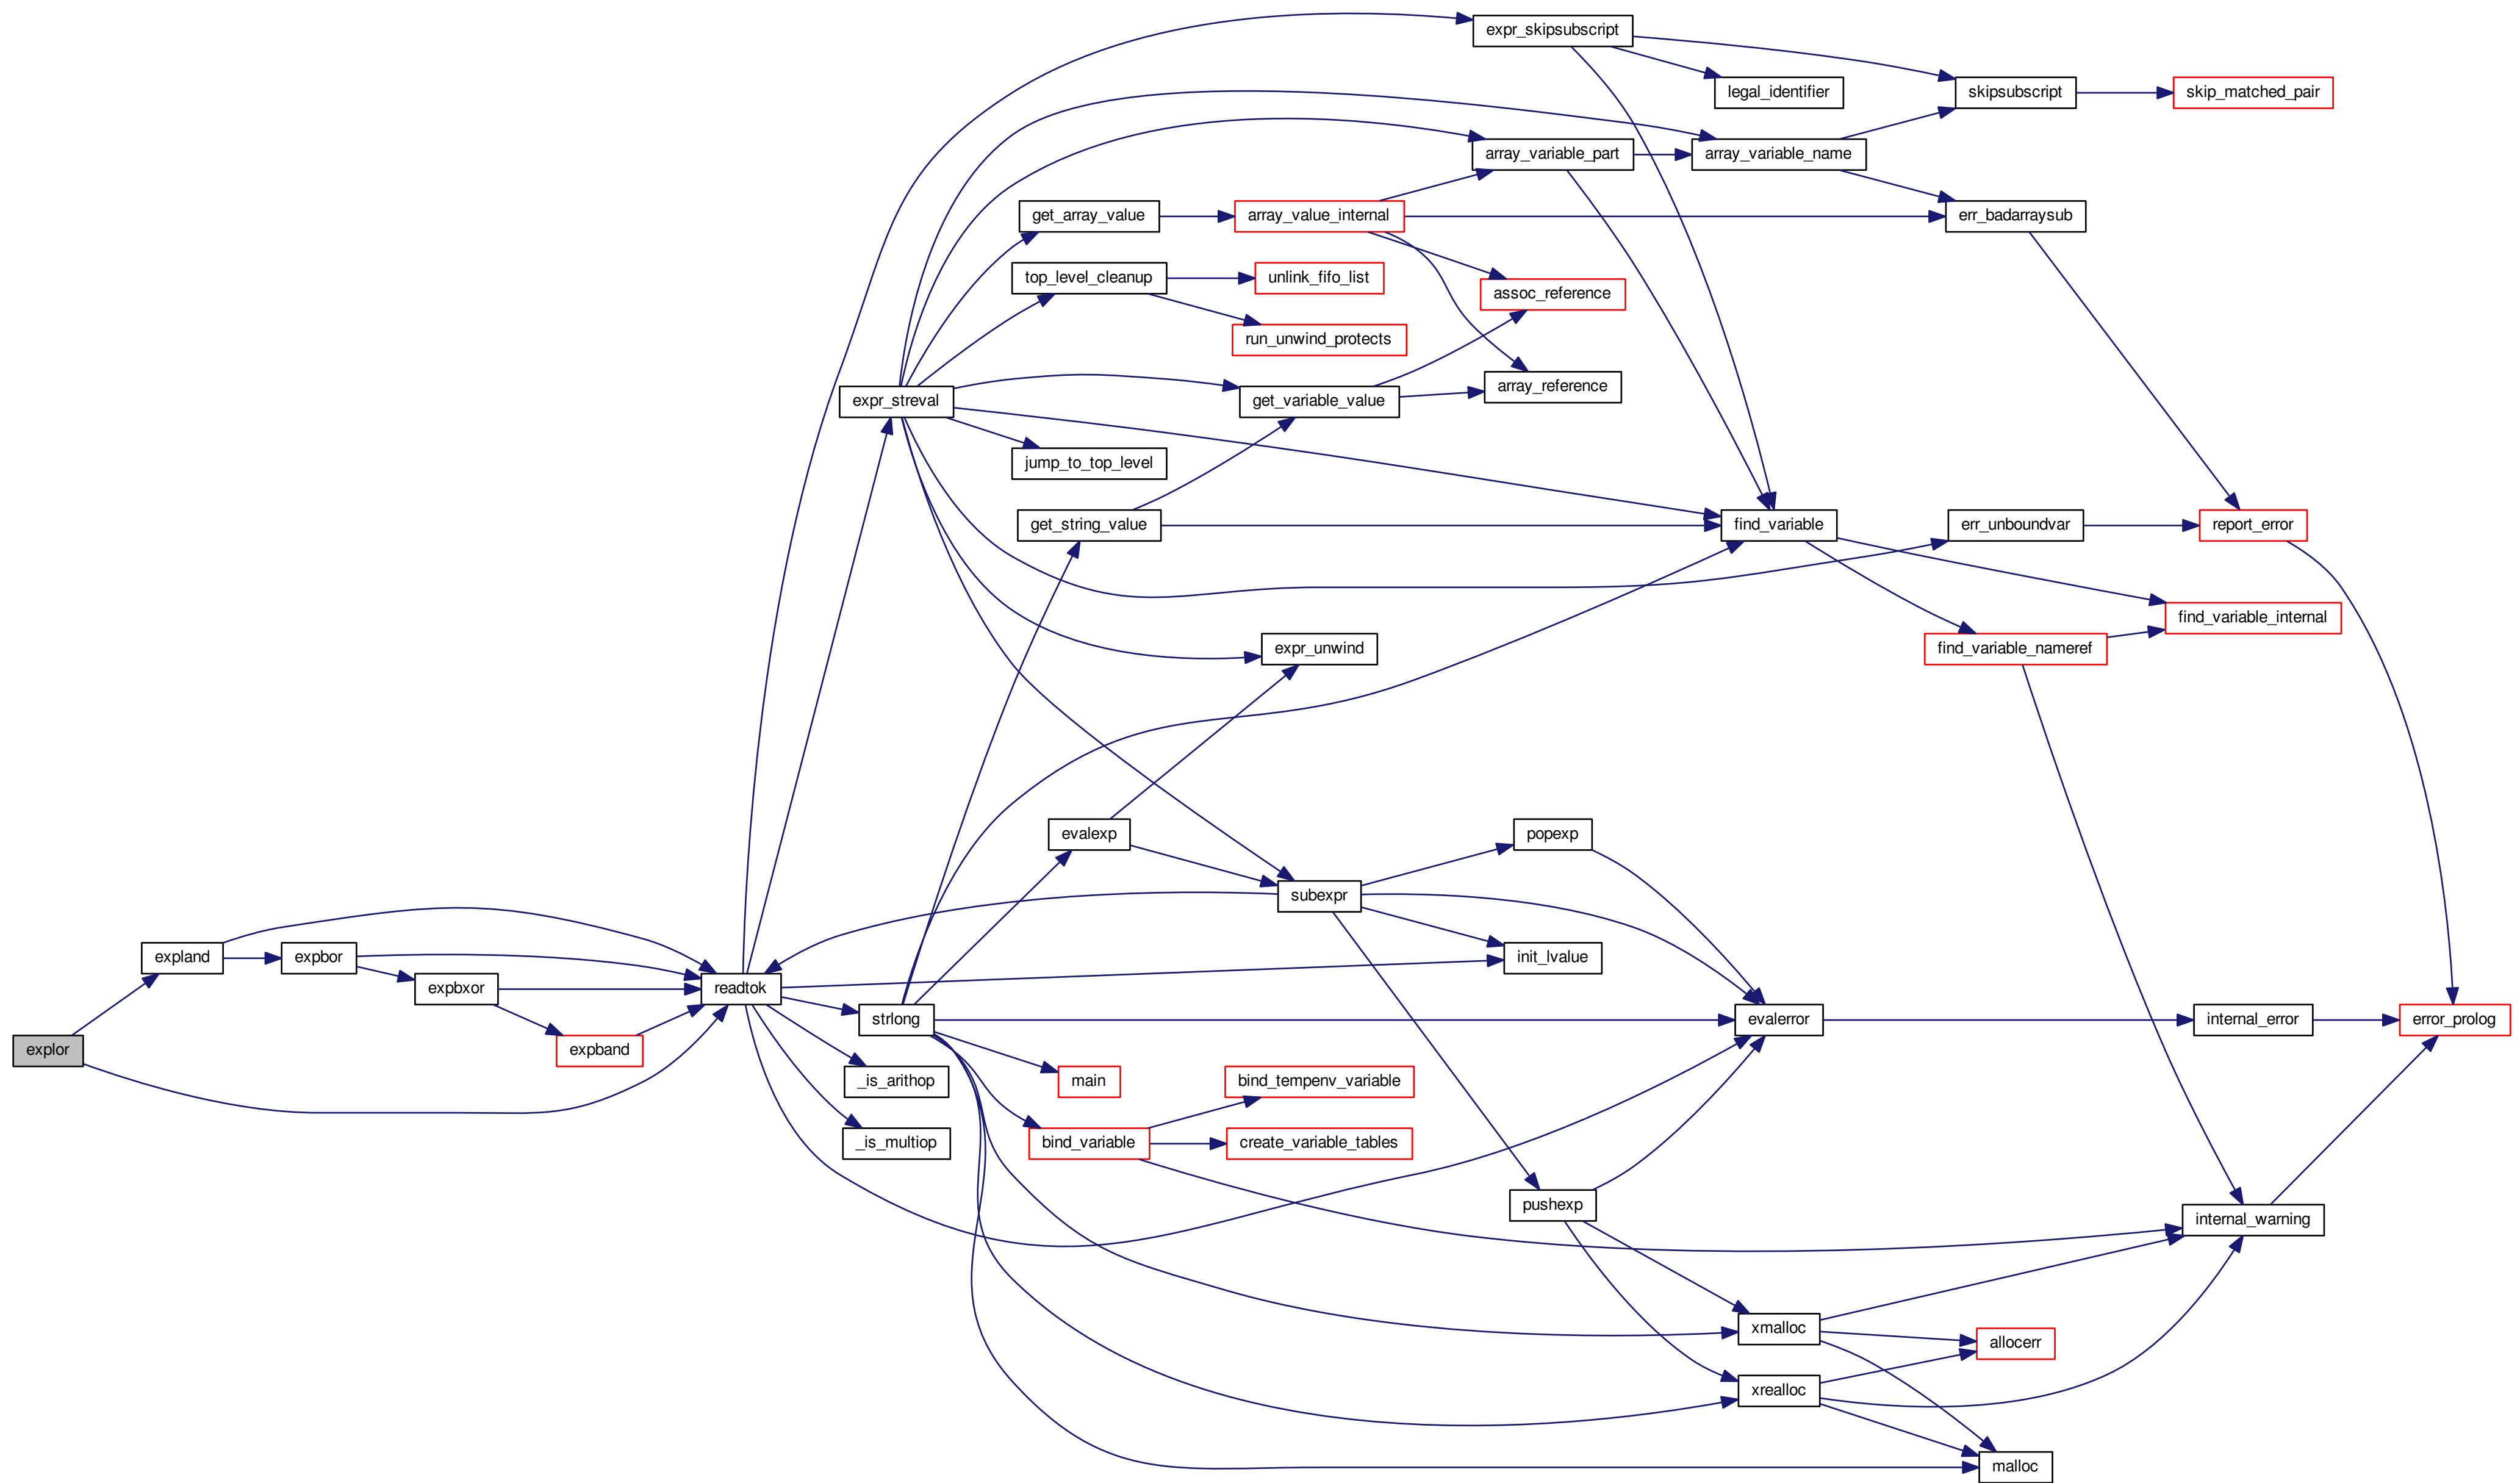 expr_skipsubscript
legal_identifier
skipsubscript
skip_matched_pair
array_variable_part
array_variable_name
get_array_value
array_value_internal
err_badarraysub
top_level_cleanup
unlink_fifo_list
assoc_reference
run_unwind_protects
expr_streval
get_variable_value
array_reference
jump_to_top_level
get_string_value
find_variable
err_unboundvar
report_error
find_variable_internal
expr_unwind
find_variable_nameref
evalexp
popexp
subexpr
expland
expbor
init_lvalue
expbxor
readtok
explor
expband
strlong
evalerror
internal_error
error_prolog
_is_arithop
main
bind_tempenv_variable
_is_multiop
bind_variable
create_variable_tables
pushexp
internal_warning
xmalloc
allocerr
xrealloc
malloc